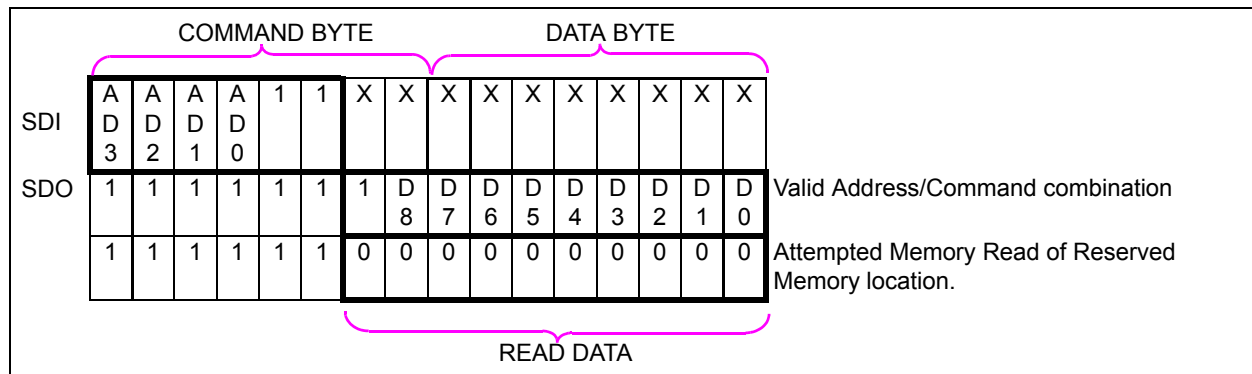 COMMAND BYTE DATA BYTE
SDI A D 3 A D 2 A D 1 A D 0 1 1 X X X X X X X X X X
SDO 1 1 1 1 1 1 1 D 8 D 7 D 6 D 5 D 4 D 3 D 2 D 1 D 0 Valid Address/Command combination
1 1 1 1 1 1 0 0 0 0 0 0 0 0 0 0 Attempted Memory Read of Reserved
Memory location.
READ DATA